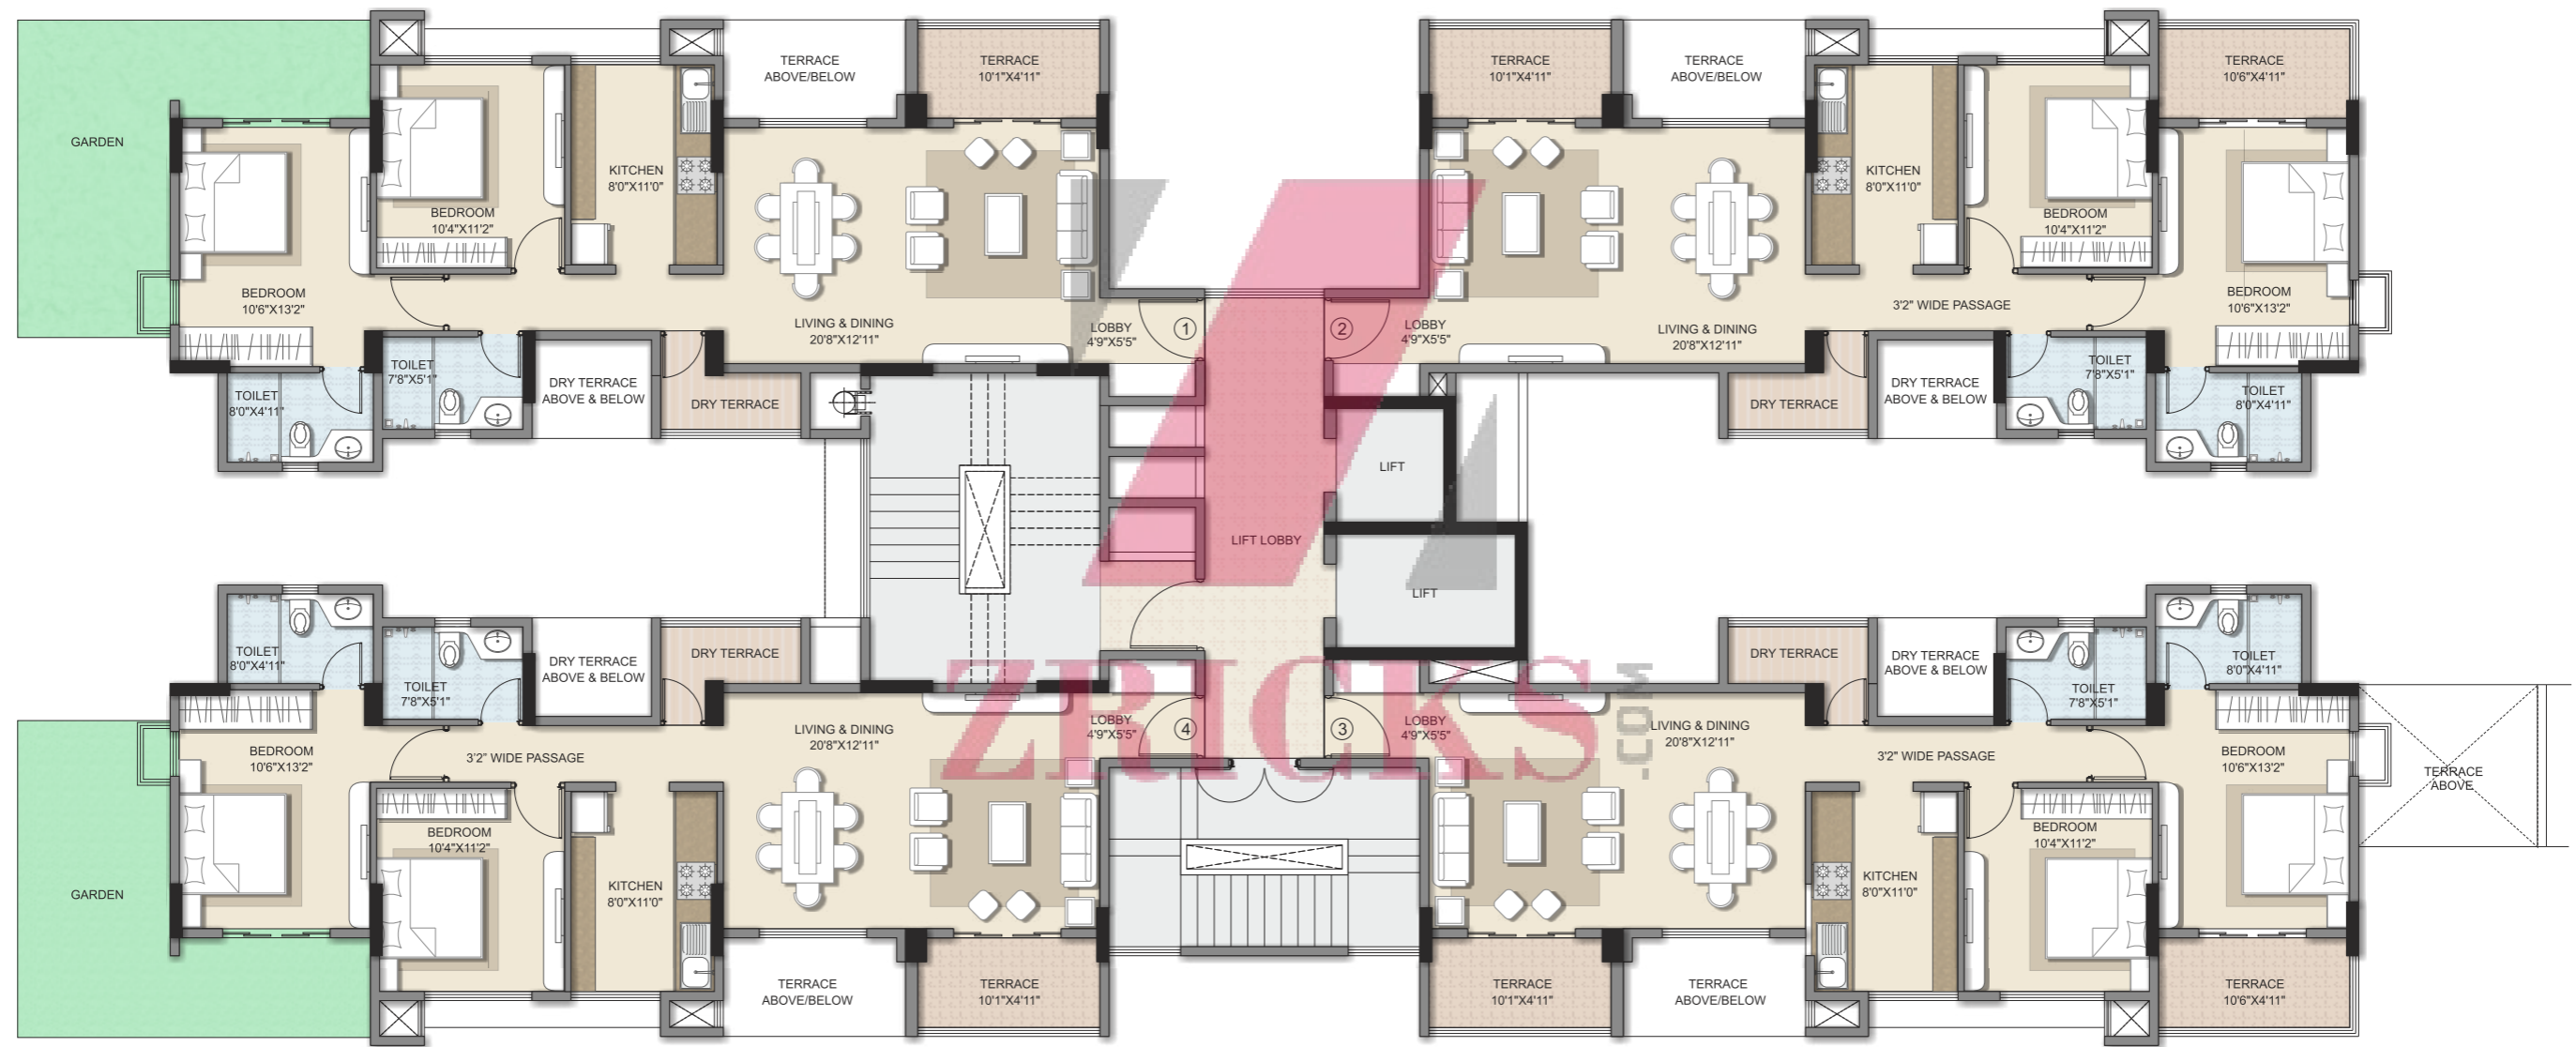 TERRACE
ABOVE/BELOW
TERRACE
10'1"X4'11"
TERRACE
10'1"X4'11"
TERRACE
ABOVE/BELOW
TERRACE
10'6"X4'11"
GARDEN
KITCHEN
8'0"X11'0"
KITCHEN
8'0"X11'0"
BEDROOM
10'4"X11'2"
BEDROOM
10'4"X11'2"
BEDROOM
10'6"X13'2"
LIVING & DINING
20'8"X12'11"
LOBBY
4'9"X5'5"
1
2
LOBBY
4'9"X5'5"
LIVING & DINING
20'8"X12'11"
3'2" WIDE PASSAGE
BEDROOM
10'6"X13'2"
TOILET
7'8"X5'1"
TOILET
8'0"X4'11"
DRY TERRACE
ABOVE & BELOW
DRY TERRACE
DRY TERRACE
DRY TERRACE
ABOVE & BELOW
TOILET
7'8"X5'1"
TOILET
8'0"X4'11"
LIFT
LIFT LOBBY
LIFT
TOILET
8'0"X4'11"
TOILET
7'8"X5'1"
DRY TERRACE
ABOVE & BELOW
DRY TERRACE
DRY TERRACE
DRY TERRACE
ABOVE & BELOW
TOILET
7'8"X5'1"
TOILET
8'0"X4'11"
ZRICKS
.COM
BEDROOM
10'6"X13'2"
3'2" WIDE PASSAGE
LIVING & DINING
20'8"X12'11"
LOBBY
4'9"X5'5"
4
3
LOBBY
4'9"X5'5"
LIVING & DINING
20'8"X12'11"
3'2" WIDE PASSAGE
BEDROOM
10'6"X13'2"
TERRACE
ABOVE
BEDROOM
10'4"X11'2"
BEDROOM
10'4"X11'2"
GARDEN
KITCHEN
8'0"X11'0"
KITCHEN
8'0"X11'0"
TERRACE
ABOVE/BELOW
TERRACE
10'1"X4'11"
TERRACE
10'1"X4'11"
TERRACE
ABOVE/BELOW
TERRACE
10'6"X4'11"